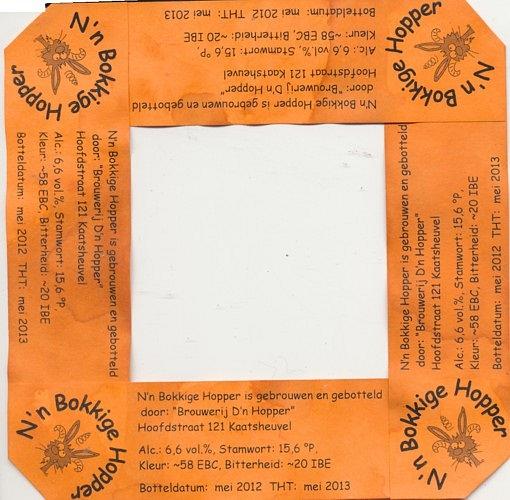 N'n Bokkige Hopper
Botteldatum: mei 2012 THT: mei 2013
Kleur: ~58 EBC, Bitterheid: ~20 IBE
Alc.: 6,6 vol.%, Stamwort: 15,6 °P,
Hoofdstraat 121 Kaatsheuvel
door: "Brouwerij D'n Hopper"
N'n Bokkige Hopper is gebrouwen en gebotteld
N'n Bokkige Hopper
N'n Bokkige Hopper is gebrouwen en gebotteld
door: "Brouwerij D'n Hopper"
Hoofdstraat 121 Kaatsheuvel
Alc.: 6,6 vol.%, Stamwort: 15,6 °P,
Kleur: ~58 EBC, Bitterheid: ~20 IBE
Botteldatum: mei 2012 THT: mei 2013
N'n Bokkige Hopper is gebrouwen en gebotteld
door: "Brouwerij D'n Hopper"
Hoofdstraat 121 Kaatsheuvel
Alc.: 6,6 vol.%, Stamwort: 15,6 °P,
Kleur: ~58 EBC, Bitterheid: ~20 IBE
Botteldatum: mei 2012 THT: mei 2013
N'n Bokkige Hopper
N'n Bokkige Hopper is gebrouwen en gebotteld
door: "Brouwerij D'n Hopper"
Hoofdstraat 121 Kaatsheuvel
Alc.: 6,6 vol.%, Stamwort: 15,6 °P,
Kleur: ~58 EBC, Bitterheid: ~20 IBE
Botteldatum: mei 2012 THT: mei 2013
N'n Bokkige Hopper